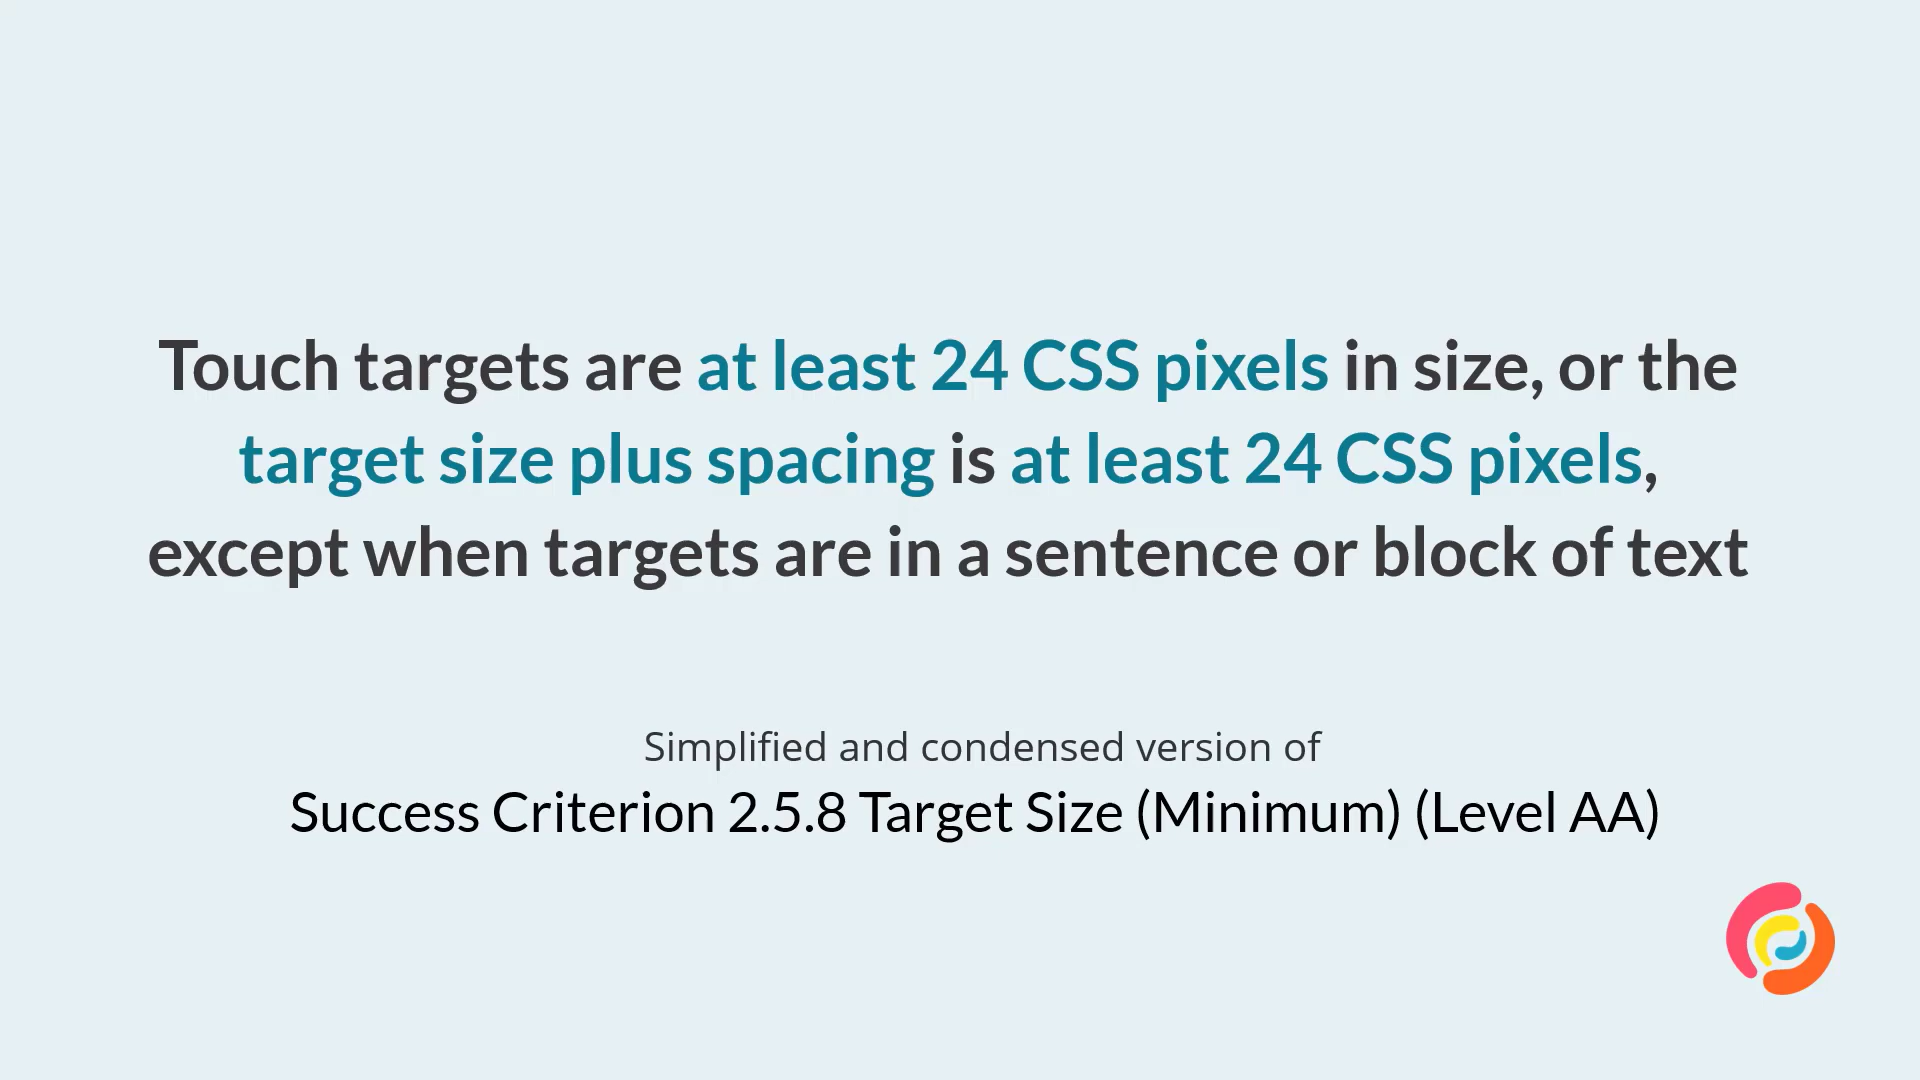 Touch targets are at least 24 CSS pixels in size, or the
target size plus spacing is at least 24 CSS pixels,
except when targets are in a sentence or block of text
Simplified and condensed version of
Success Criterion 2.5.8 Target Size (Minimum) (Level AA)